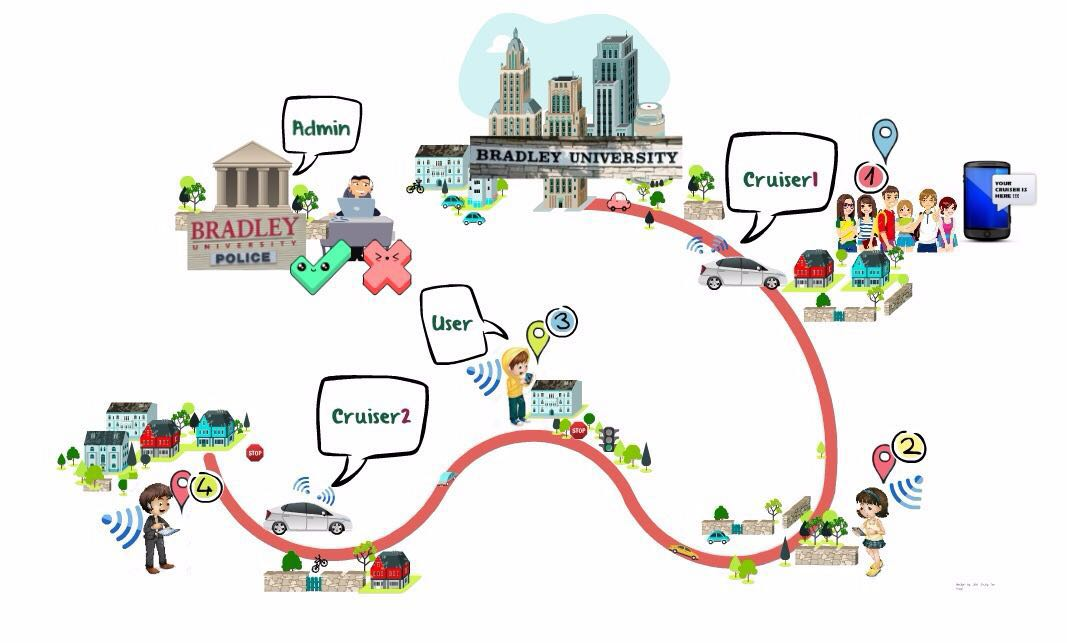 Admin
BRADLEY UNIVERSITY
Cruiser1
1
YOUR
CRUISER IS
HERE !!!
BRADLEY
UNIVERSITY
POLICE
User
3
Cruiser2
STOP
2
STOP
4